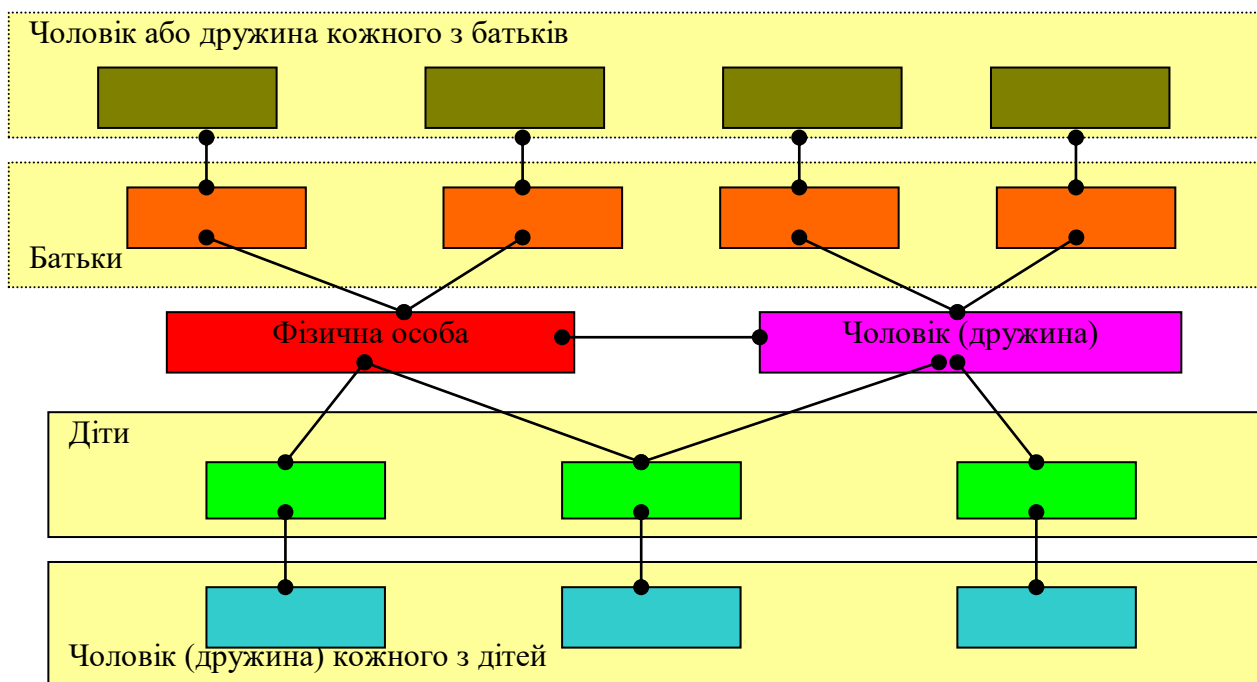 Чоловік або дружина кожного з батьків
Батьки
Фізична особа
Чоловік (дружина)
Діти
Чоловік (дружина) кожного з дітей